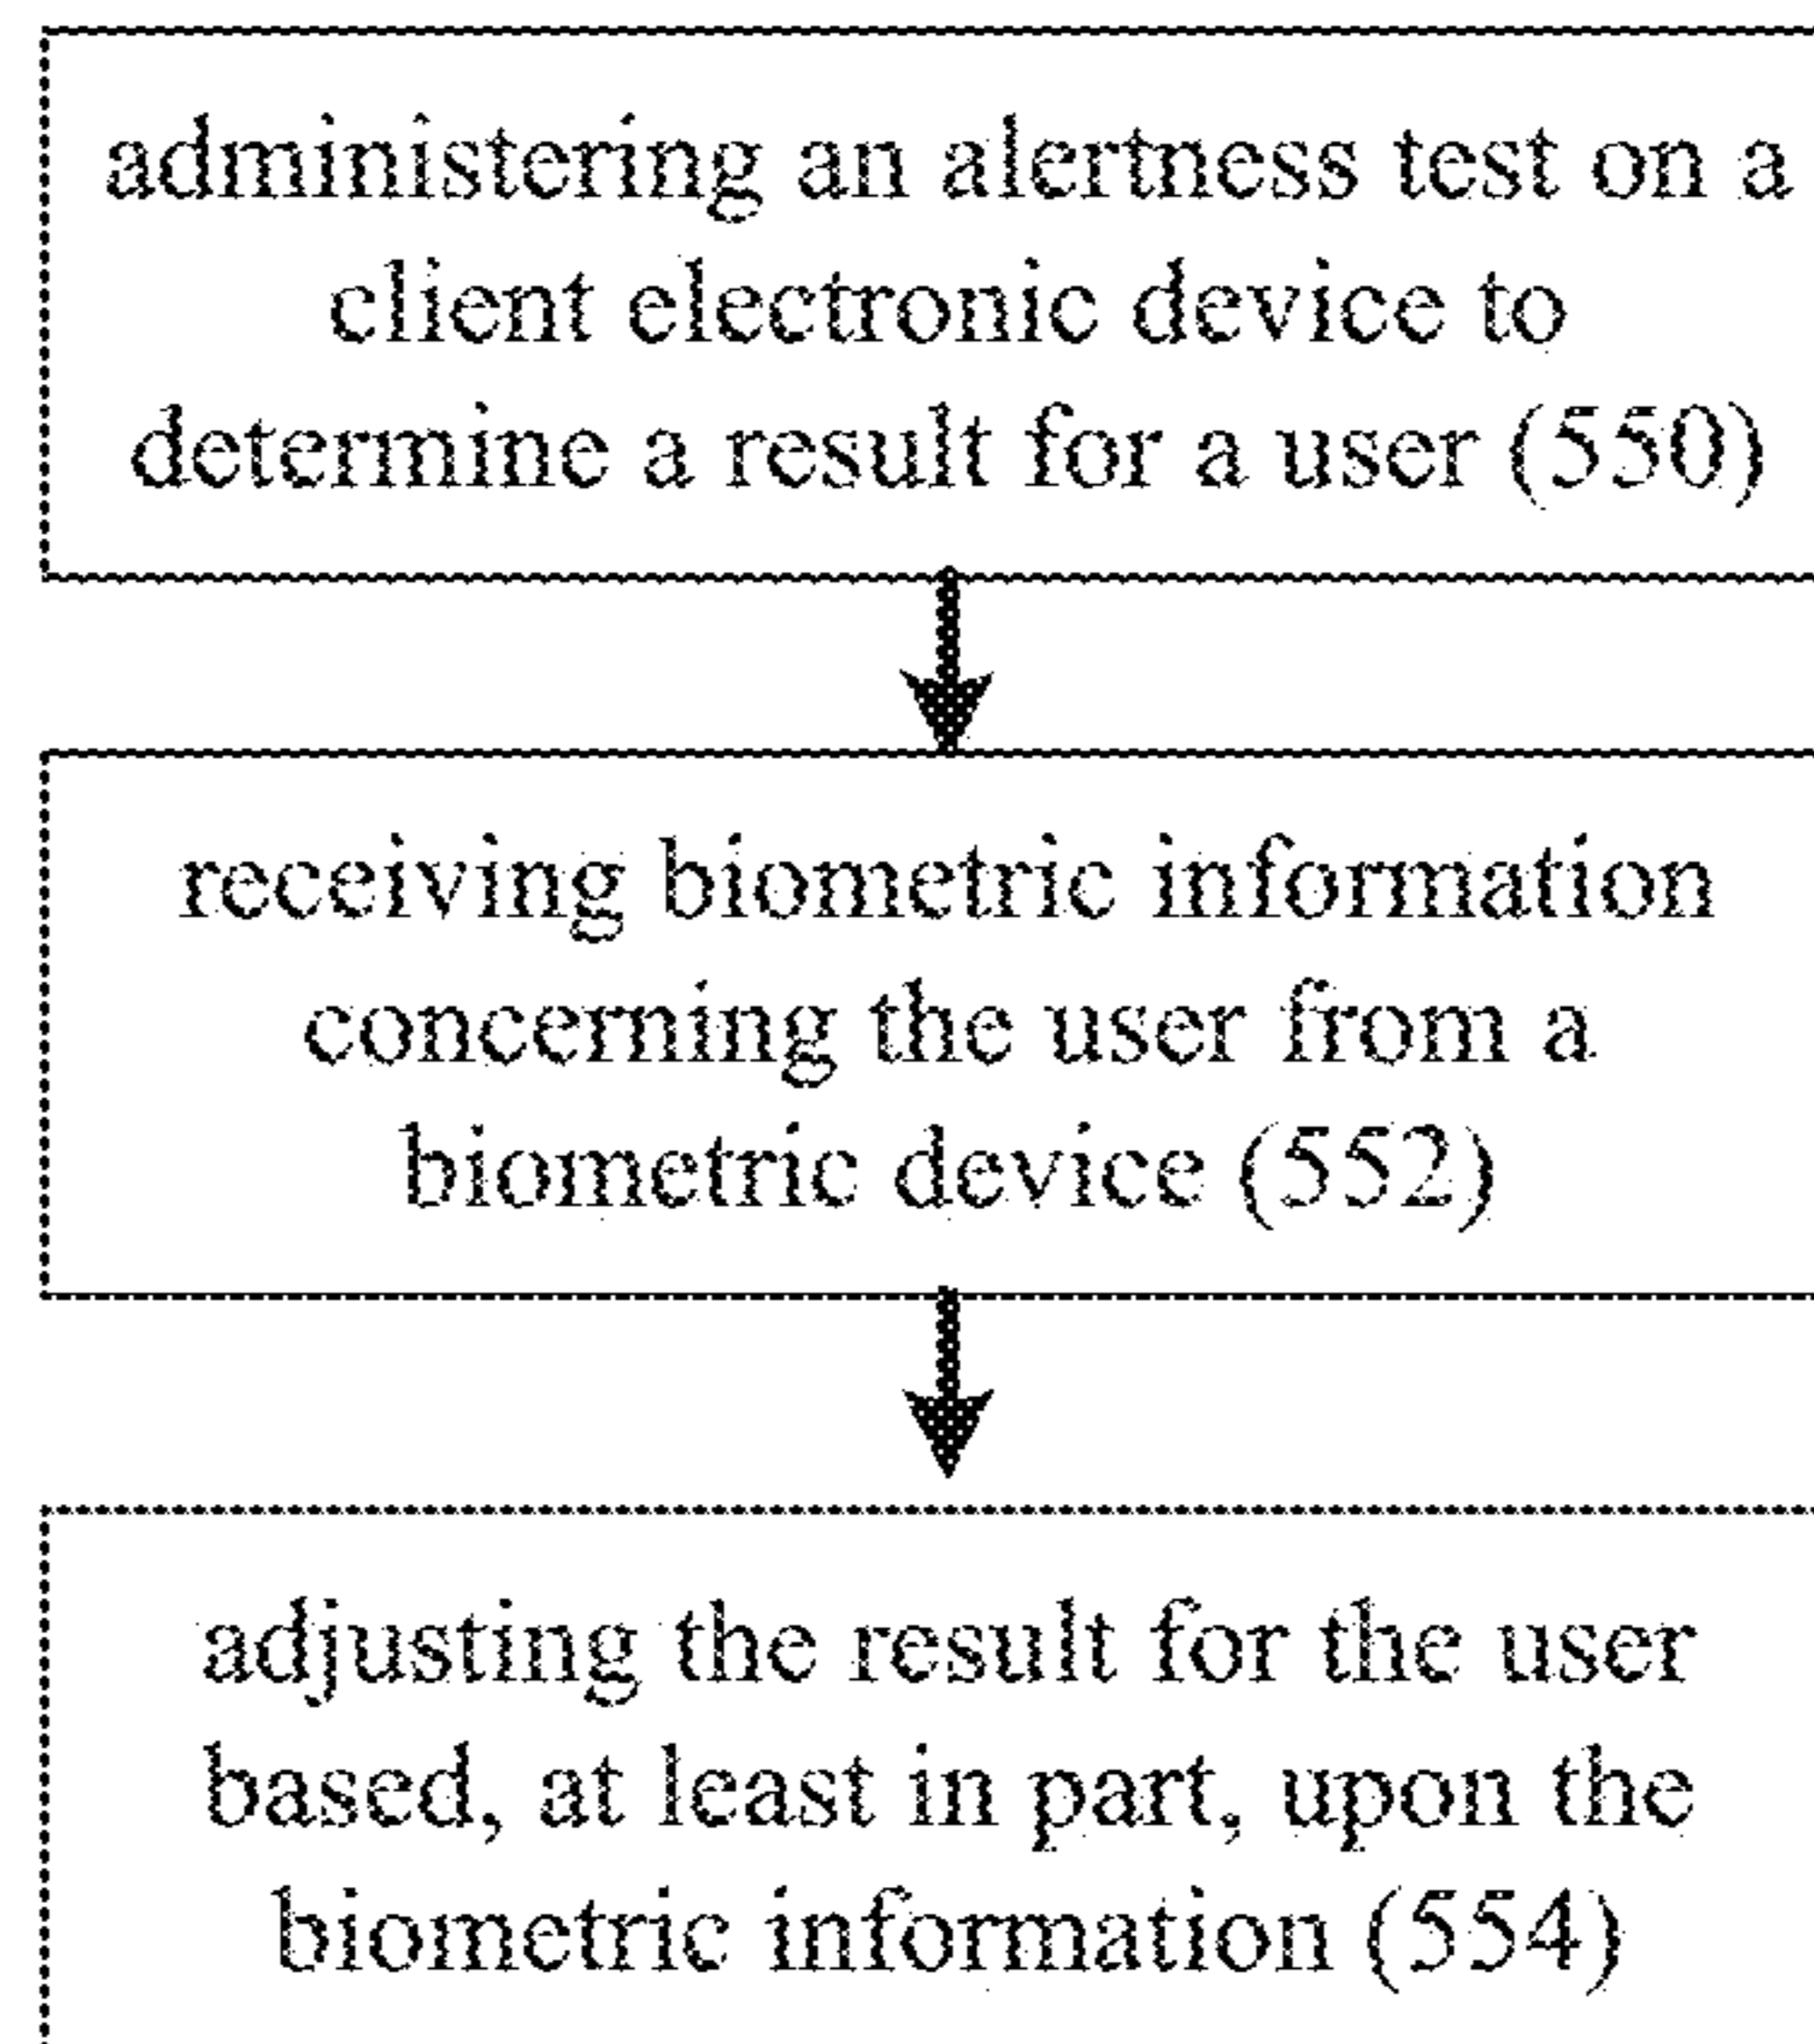 administering an alertness test on a
client electronic device to
determine a result for a user (550)
receiving biometric information
concerning the user from a
biometric device (552)
adjusting the result for the user
based, at least in part, upon the
biometric information (554)